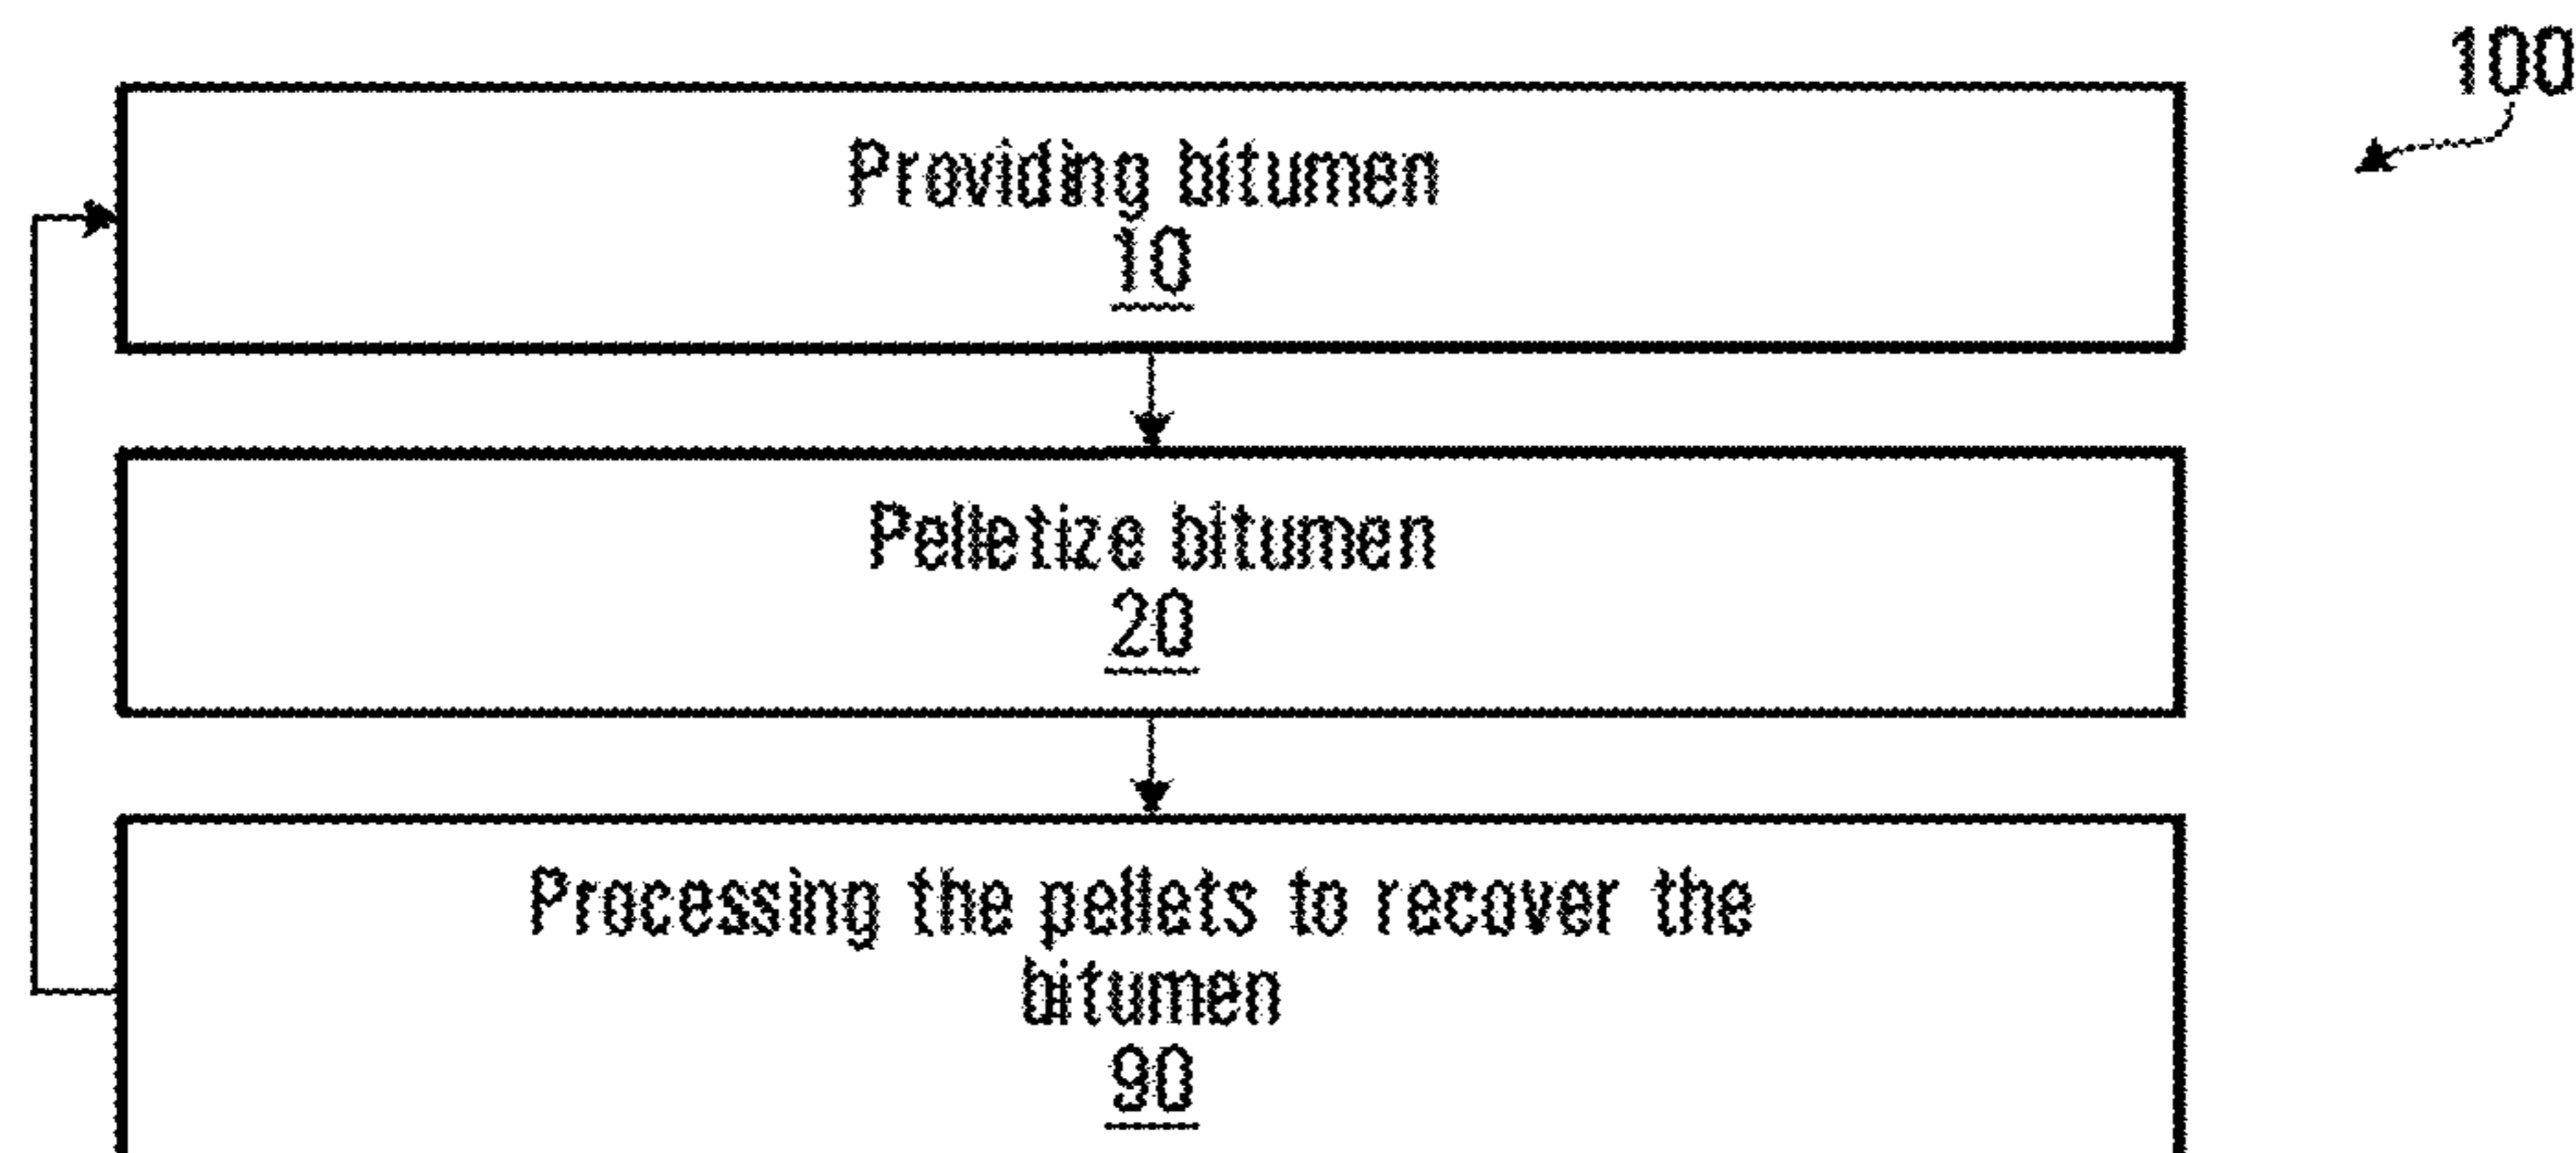 100
Providing bitumen
10
Pelletize bitumen
20
Processing the pellets to recover the
bitumen
90